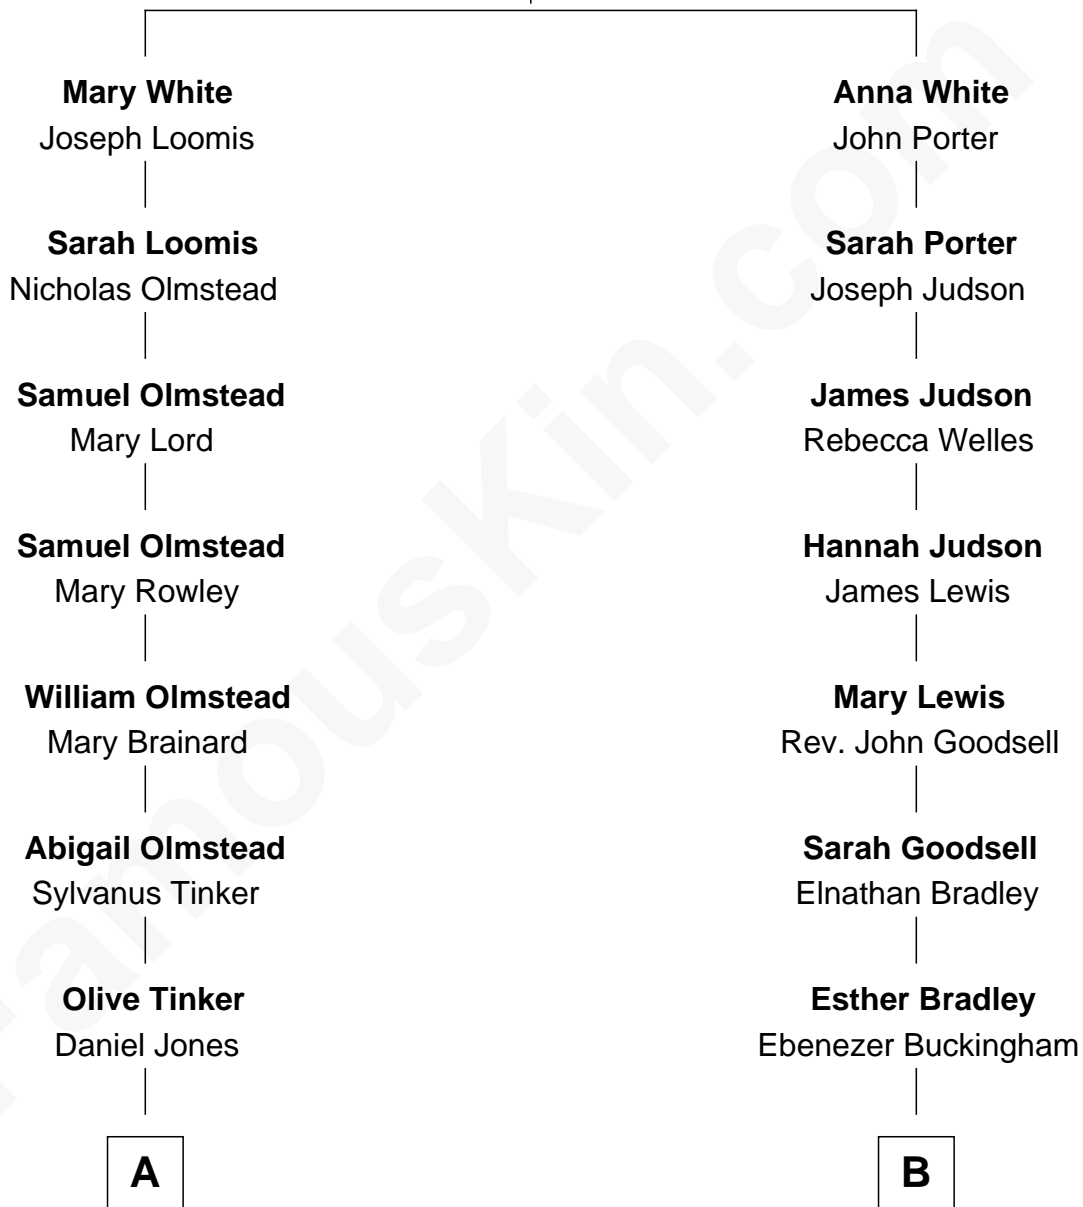 Mary White
Joseph Loomis
Sarah Loomis
Nicholas Olmstead
Samuel Olmstead
Mary Lord
Samuel Olmstead
Mary Rowley
William Olmstead
Mary Brainard
Abigail Olmstead
Sylvanus Tinker
Olive Tinker
Daniel Jones
A
Anna White
John Porter
Sarah Porter
Joseph Judson
James Judson
Rebecca Welles
Hannah Judson
James Lewis
Mary Lewis
Rev. John Goodsell
Sarah Goodsell
Elnathan Bradley
Esther Bradley
Ebenezer Buckingham
B
FamousKin.com